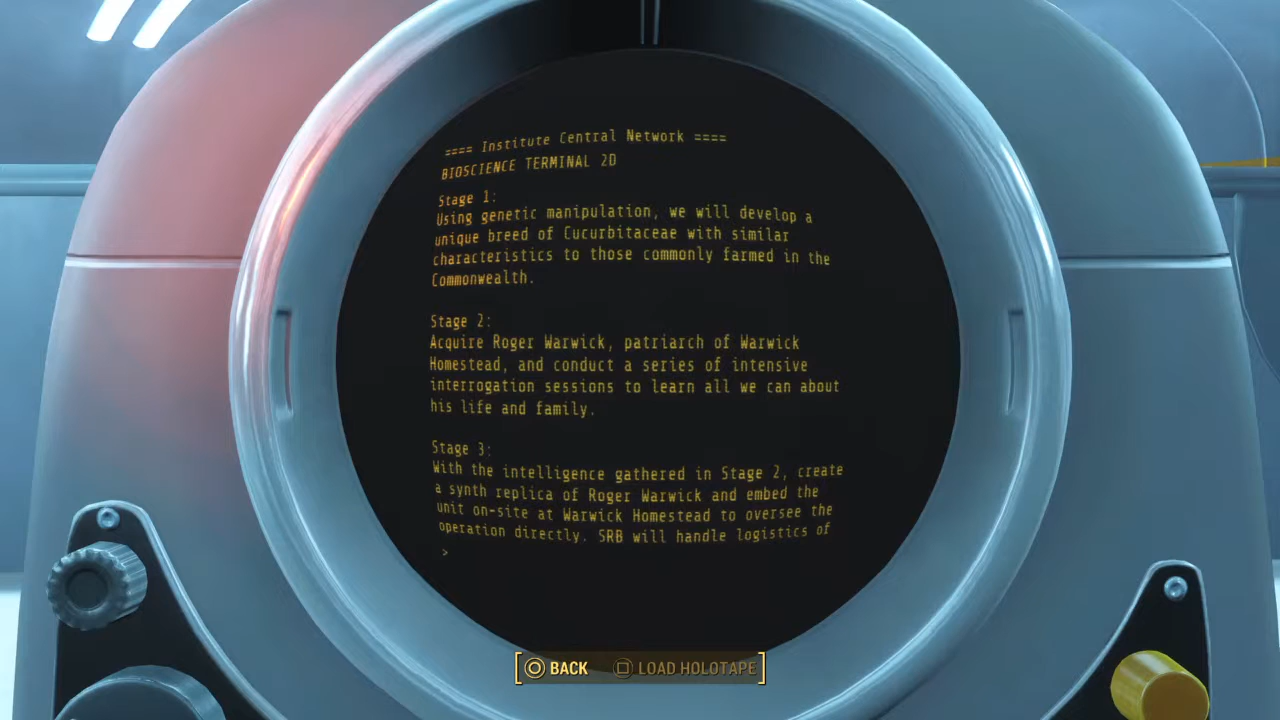 ==== Institute Central Network ====
BIOSCIENCE TERMINAL 2D
Stage 1:
Using genetic manipulation, we will develop a
unique breed of Cucurbitaceae with similar
characteristics to those commonly farmed in the
Commonwealth.
Stage 2:
Acquire Roger Warwick, patriarch of Warwick
Homestead, and conduct a series of intensive
interrogation sessions to learn all we can about
his life and family.
Stage 3:
With the intelligence gathered in Stage 2, create
a synth replica of Roger Warwick and embed the
unit on-site at Warwick Homestead to oversee the
operation directly. SRB will handle logistics of
>
BACK LOAD HOLOTAPE